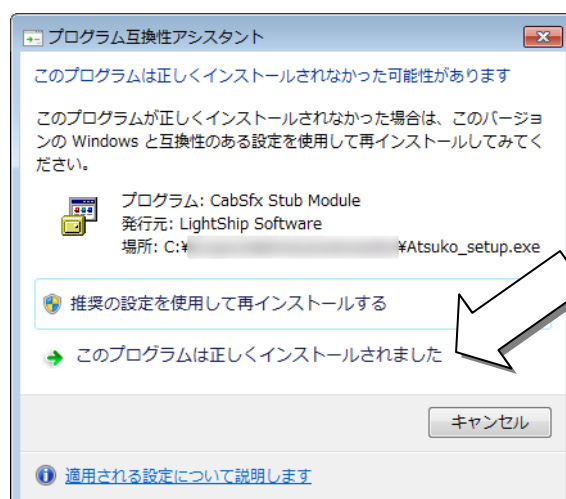 プログラム互換性アシスタント
このプログラムは正しくインストールされなかった可能性があります
このプログラムが正しくインストールされなかった場合は、このバージョ
ンの Windows と互換性のある設定を使用して再インストールしてみてく
ださい。
プログラム: CabSfx Stub Module
発行元: LightShip Software
場所: C:¥ ¥Atsuko_setup.exe
推奨の設定を使用して再インストールする
このプログラムは正しくインストールされました
キャンセル
適用される設定について説明します